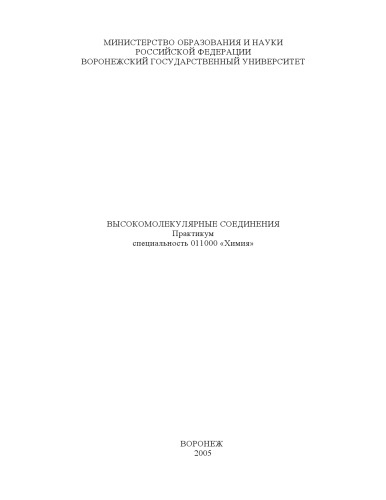 МИНИСТЕРСТВО ОБРАЗОВАНИЯ И НАУКИ
РОССИЙСКОЙ ФЕДЕРАЦИИ
ВОРОНЕЖСКИЙ ГОСУДАРСТВЕННЫЙ УНИВЕРСИТЕТ
ВЫСОКОМОЛЕКУЛЯРНЫЕ СОЕДИНЕНИЯ
Практикум
специальность 011000 «Химия»
ВОРОНЕЖ
2005